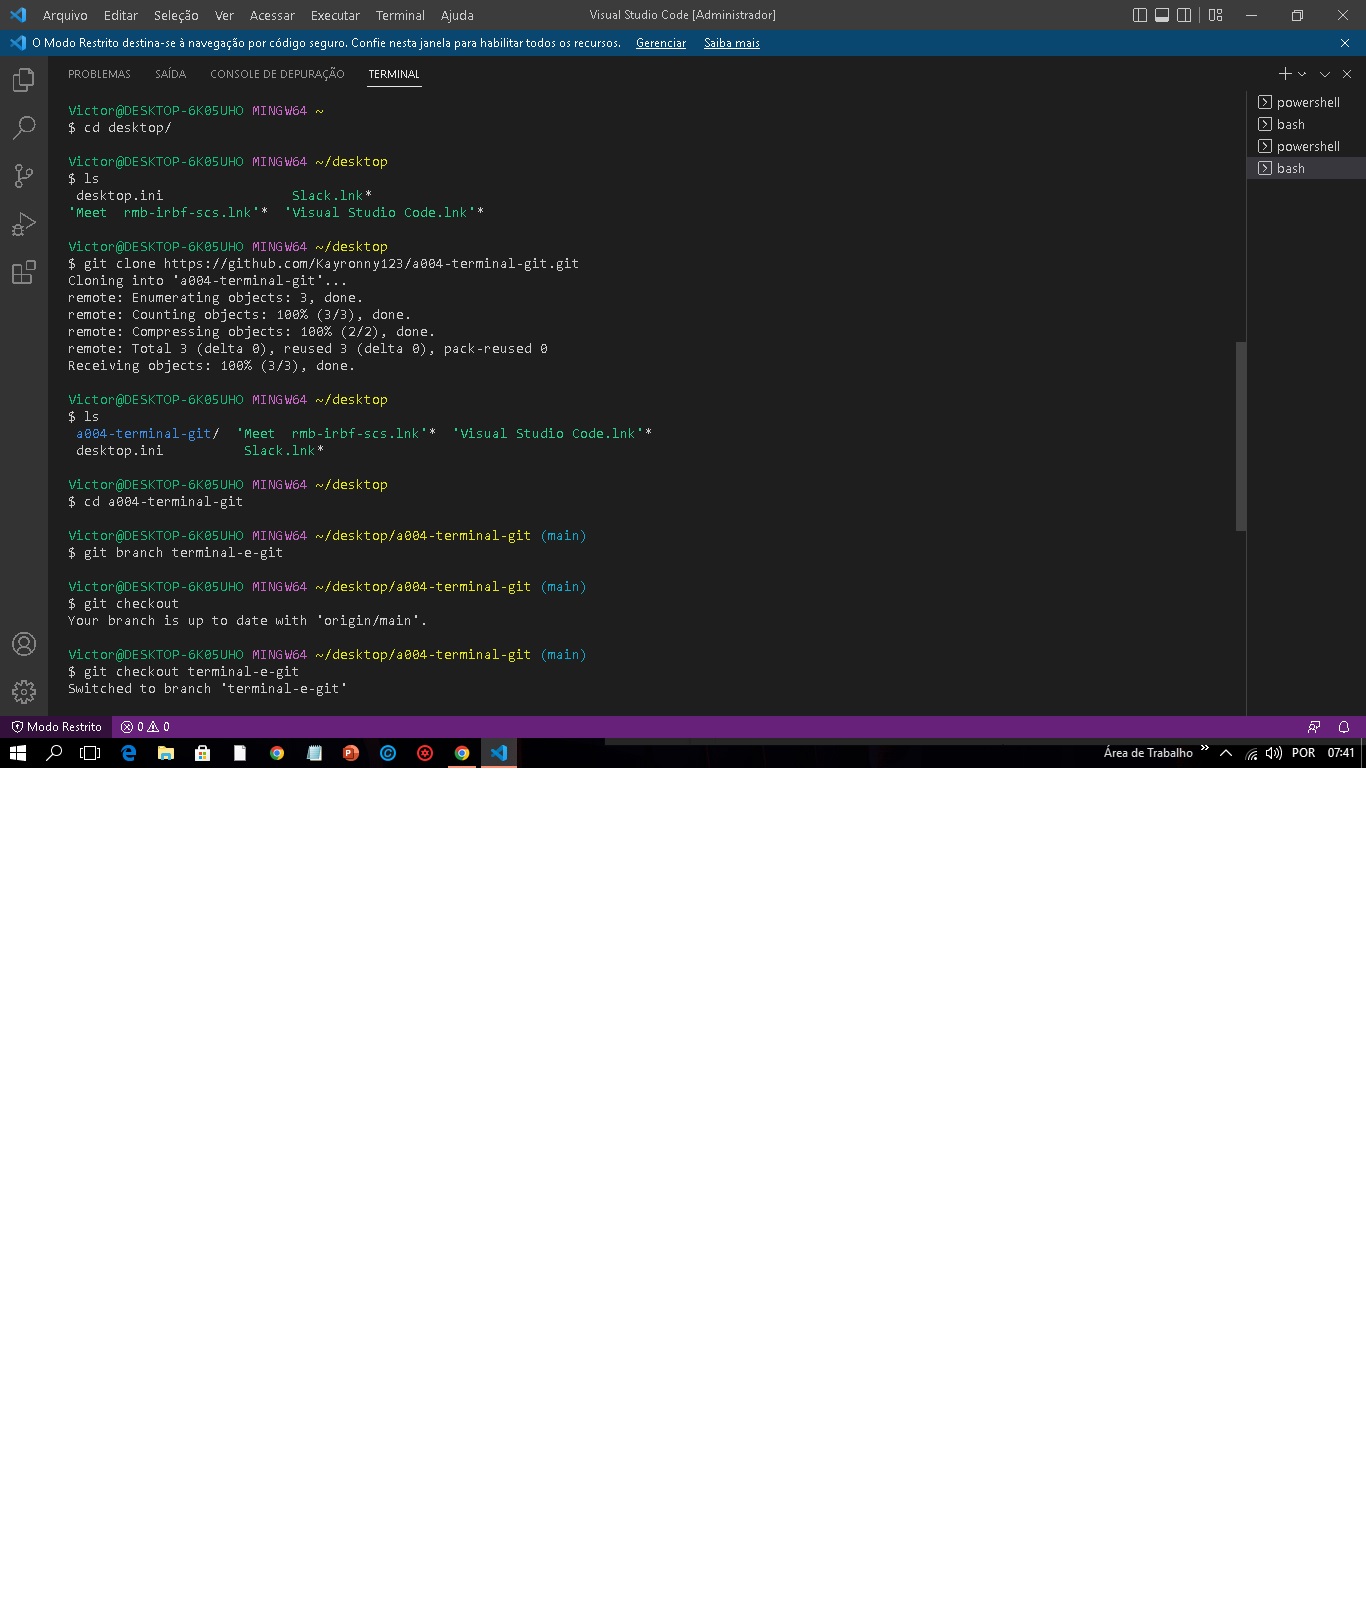 Arquivo Editar Seleção Ver Acessar Executar Terminal Ajuda Visual Studio Code [Administrador]
O Modo Restrito destina-se à navegação por código seguro. Confie nesta janela para habilitar todos os recursos. Gerenciar Saiba mais
PROBLEMAS SAÍDA CONSOLE DE DEPURAÇÃO TERMINAL
powershell
bash
powershell
bash
Victor@DESKTOP-6K05UHO MINGW64 ~
$ cd desktop/
Victor@DESKTOP-6K05UHO MINGW64 ~/desktop
$ ls
desktop.ini Slack.lnk*
'Meet  rmb-irbf-scs.lnk'* 'Visual Studio Code.lnk'*
Victor@DESKTOP-6K05UHO MINGW64 ~/desktop
$ git clone https://github.com/Kayronny123/a004-terminal-git.git
Cloning into 'a004-terminal-git'...
remote: Enumerating objects: 3, done.
remote: Counting objects: 100% (3/3), done.
remote: Compressing objects: 100% (2/2), done.
remote: Total 3 (delta 0), reused 3 (delta 0), pack-reused 0
Receiving objects: 100% (3/3), done.
Victor@DESKTOP-6K05UHO MINGW64 ~/desktop
$ ls
a004-terminal-git/ 'Meet  rmb-irbf-scs.lnk'* 'Visual Studio Code.lnk'*
desktop.ini Slack.lnk*
Victor@DESKTOP-6K05UHO MINGW64 ~/desktop
$ cd a004-terminal-git
Victor@DESKTOP-6K05UHO MINGW64 ~/desktop/a004-terminal-git (main)
$ git branch terminal-e-git
Victor@DESKTOP-6K05UHO MINGW64 ~/desktop/a004-terminal-git (main)
$ git checkout
Your branch is up to date with 'origin/main'.
Victor@DESKTOP-6K05UHO MINGW64 ~/desktop/a004-terminal-git (main)
$ git checkout terminal-e-git
Switched to branch 'terminal-e-git'
Modo Restrito 0 0
Área de Trabalho » POR 07:41